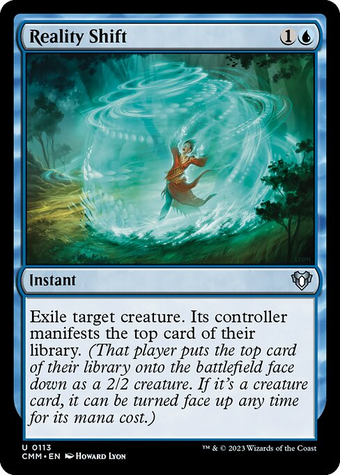 Reality Shift 1
Instant
Exile target creature. Its controller
manifests the top card of their
library. (That player puts the top card
of their library onto the battlefield face
down as a 2/2 creature. If it's a creature
card, it can be turned face up any time
for its mana cost.)
U 0113
CMM • EN Howard Lyon
™ & © 2023 Wizards of the Coast